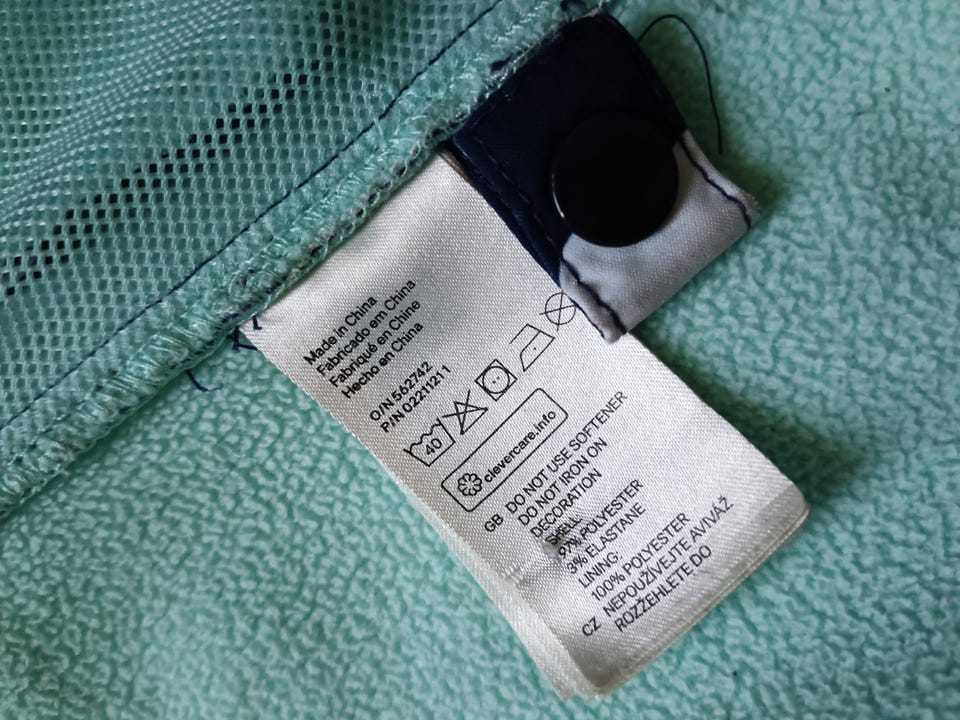 Made in China
Fabricado em China
Fabriqué en Chine
Hecho en China
O/N 562742
P/N 02211211
40
clevercare.info
GB DO NOT USE SOFTENER
DO NOT IRON ON
DECORATION
SHELL
97% POLYESTER
3% ELASTANE
LINING:
100% POLYESTER
CZ NEPOUŽÍVEJTE AVIVÁŽ
ROZŽEHLETE DO